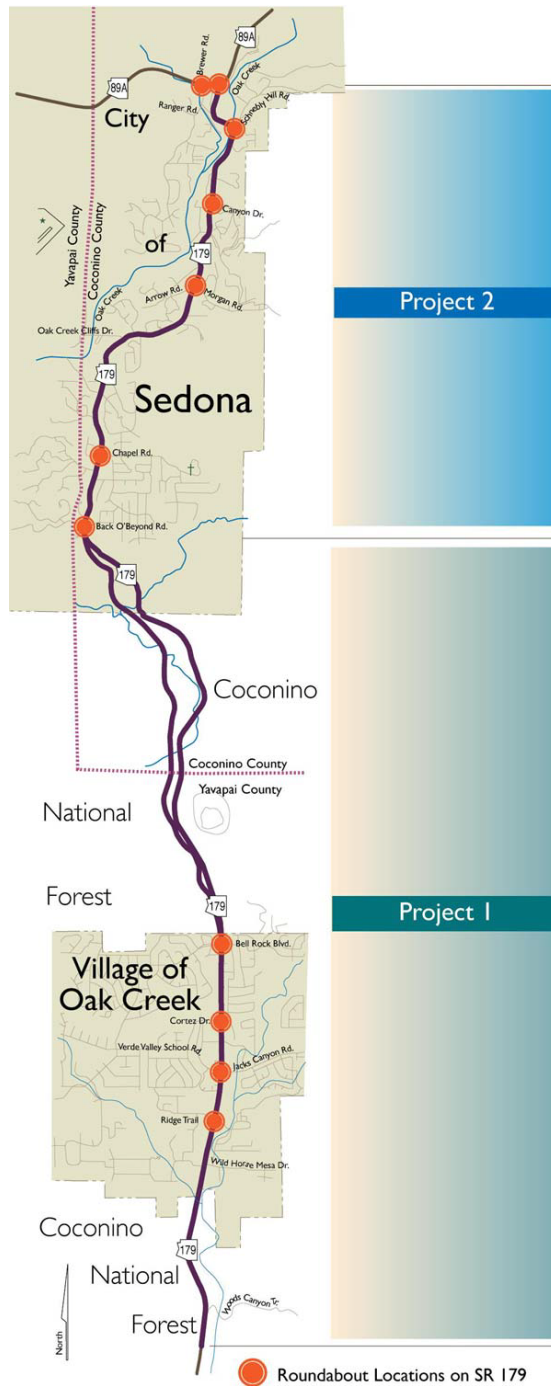 89A
Brewer Rd.
Oak Creek
89A
Ranger Rd.
Schnebly Hill Rd.
City
Canyon Dr.
Yavapai County
Coconino County
of
179
Arrow Rd.
Morgan Rd.
Oak Creek
Oak Creek Cliffs Dr.
Project 2
179
Sedona
Chapel Rd.
Back O'Beyond Rd.
179
Coconino
Coconino County
Yavapai County
National
Forest
179
Project 1
Bell Rock Blvd.
Village of
Oak Creek
Cortez Dr.
Verde Valley School Rd.
Jacks Canyon Rd.
Ridge Trail
Wild Horse Mesa Dr.
Coconino
179
National
Forest
Woods Canyon Tr.
North
Roundabout Locations on SR 179